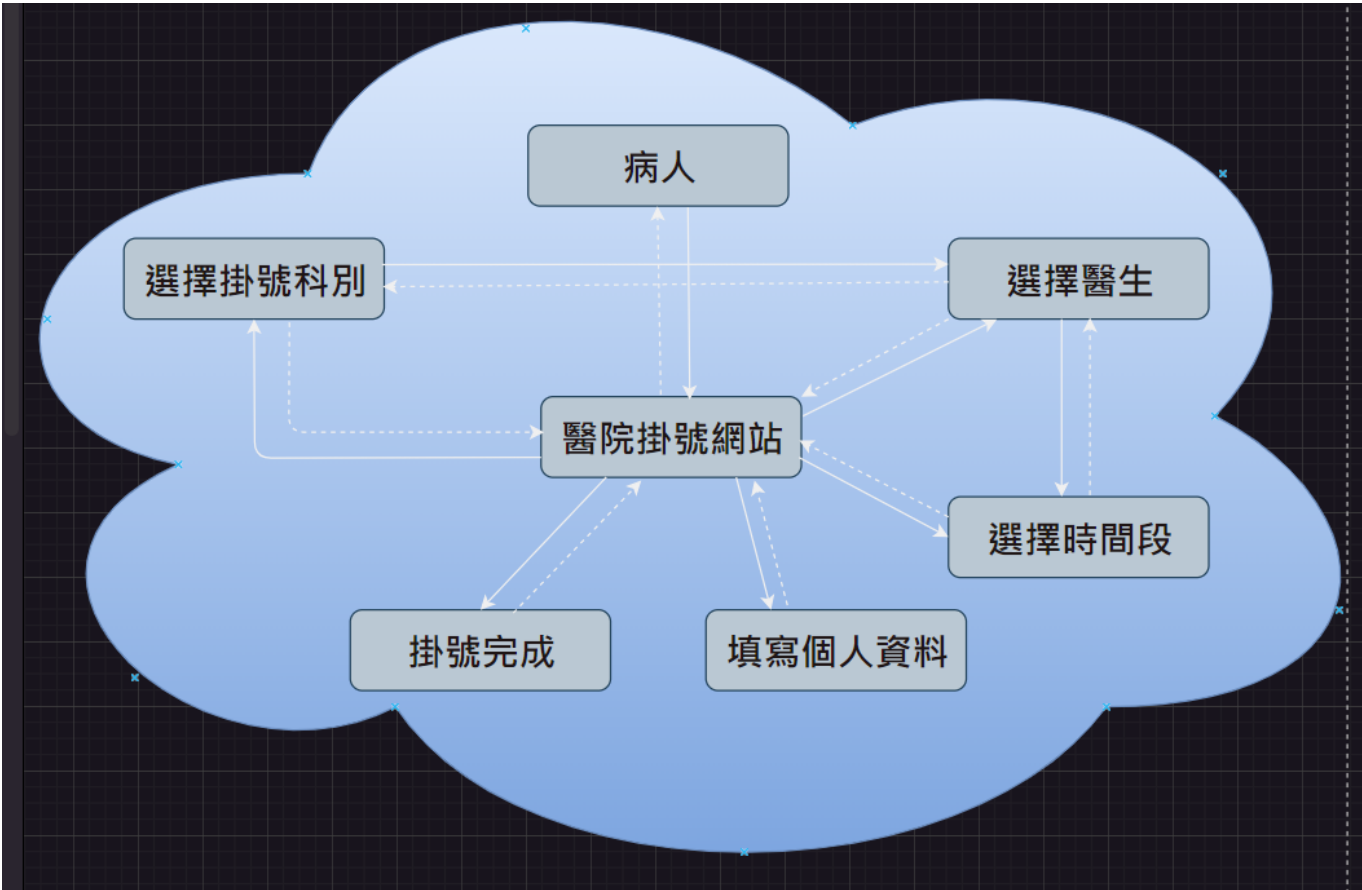 病人
選擇掛號科別
選擇醫生
醫院掛號網站
選擇時間段
掛號完成
填寫個人資料